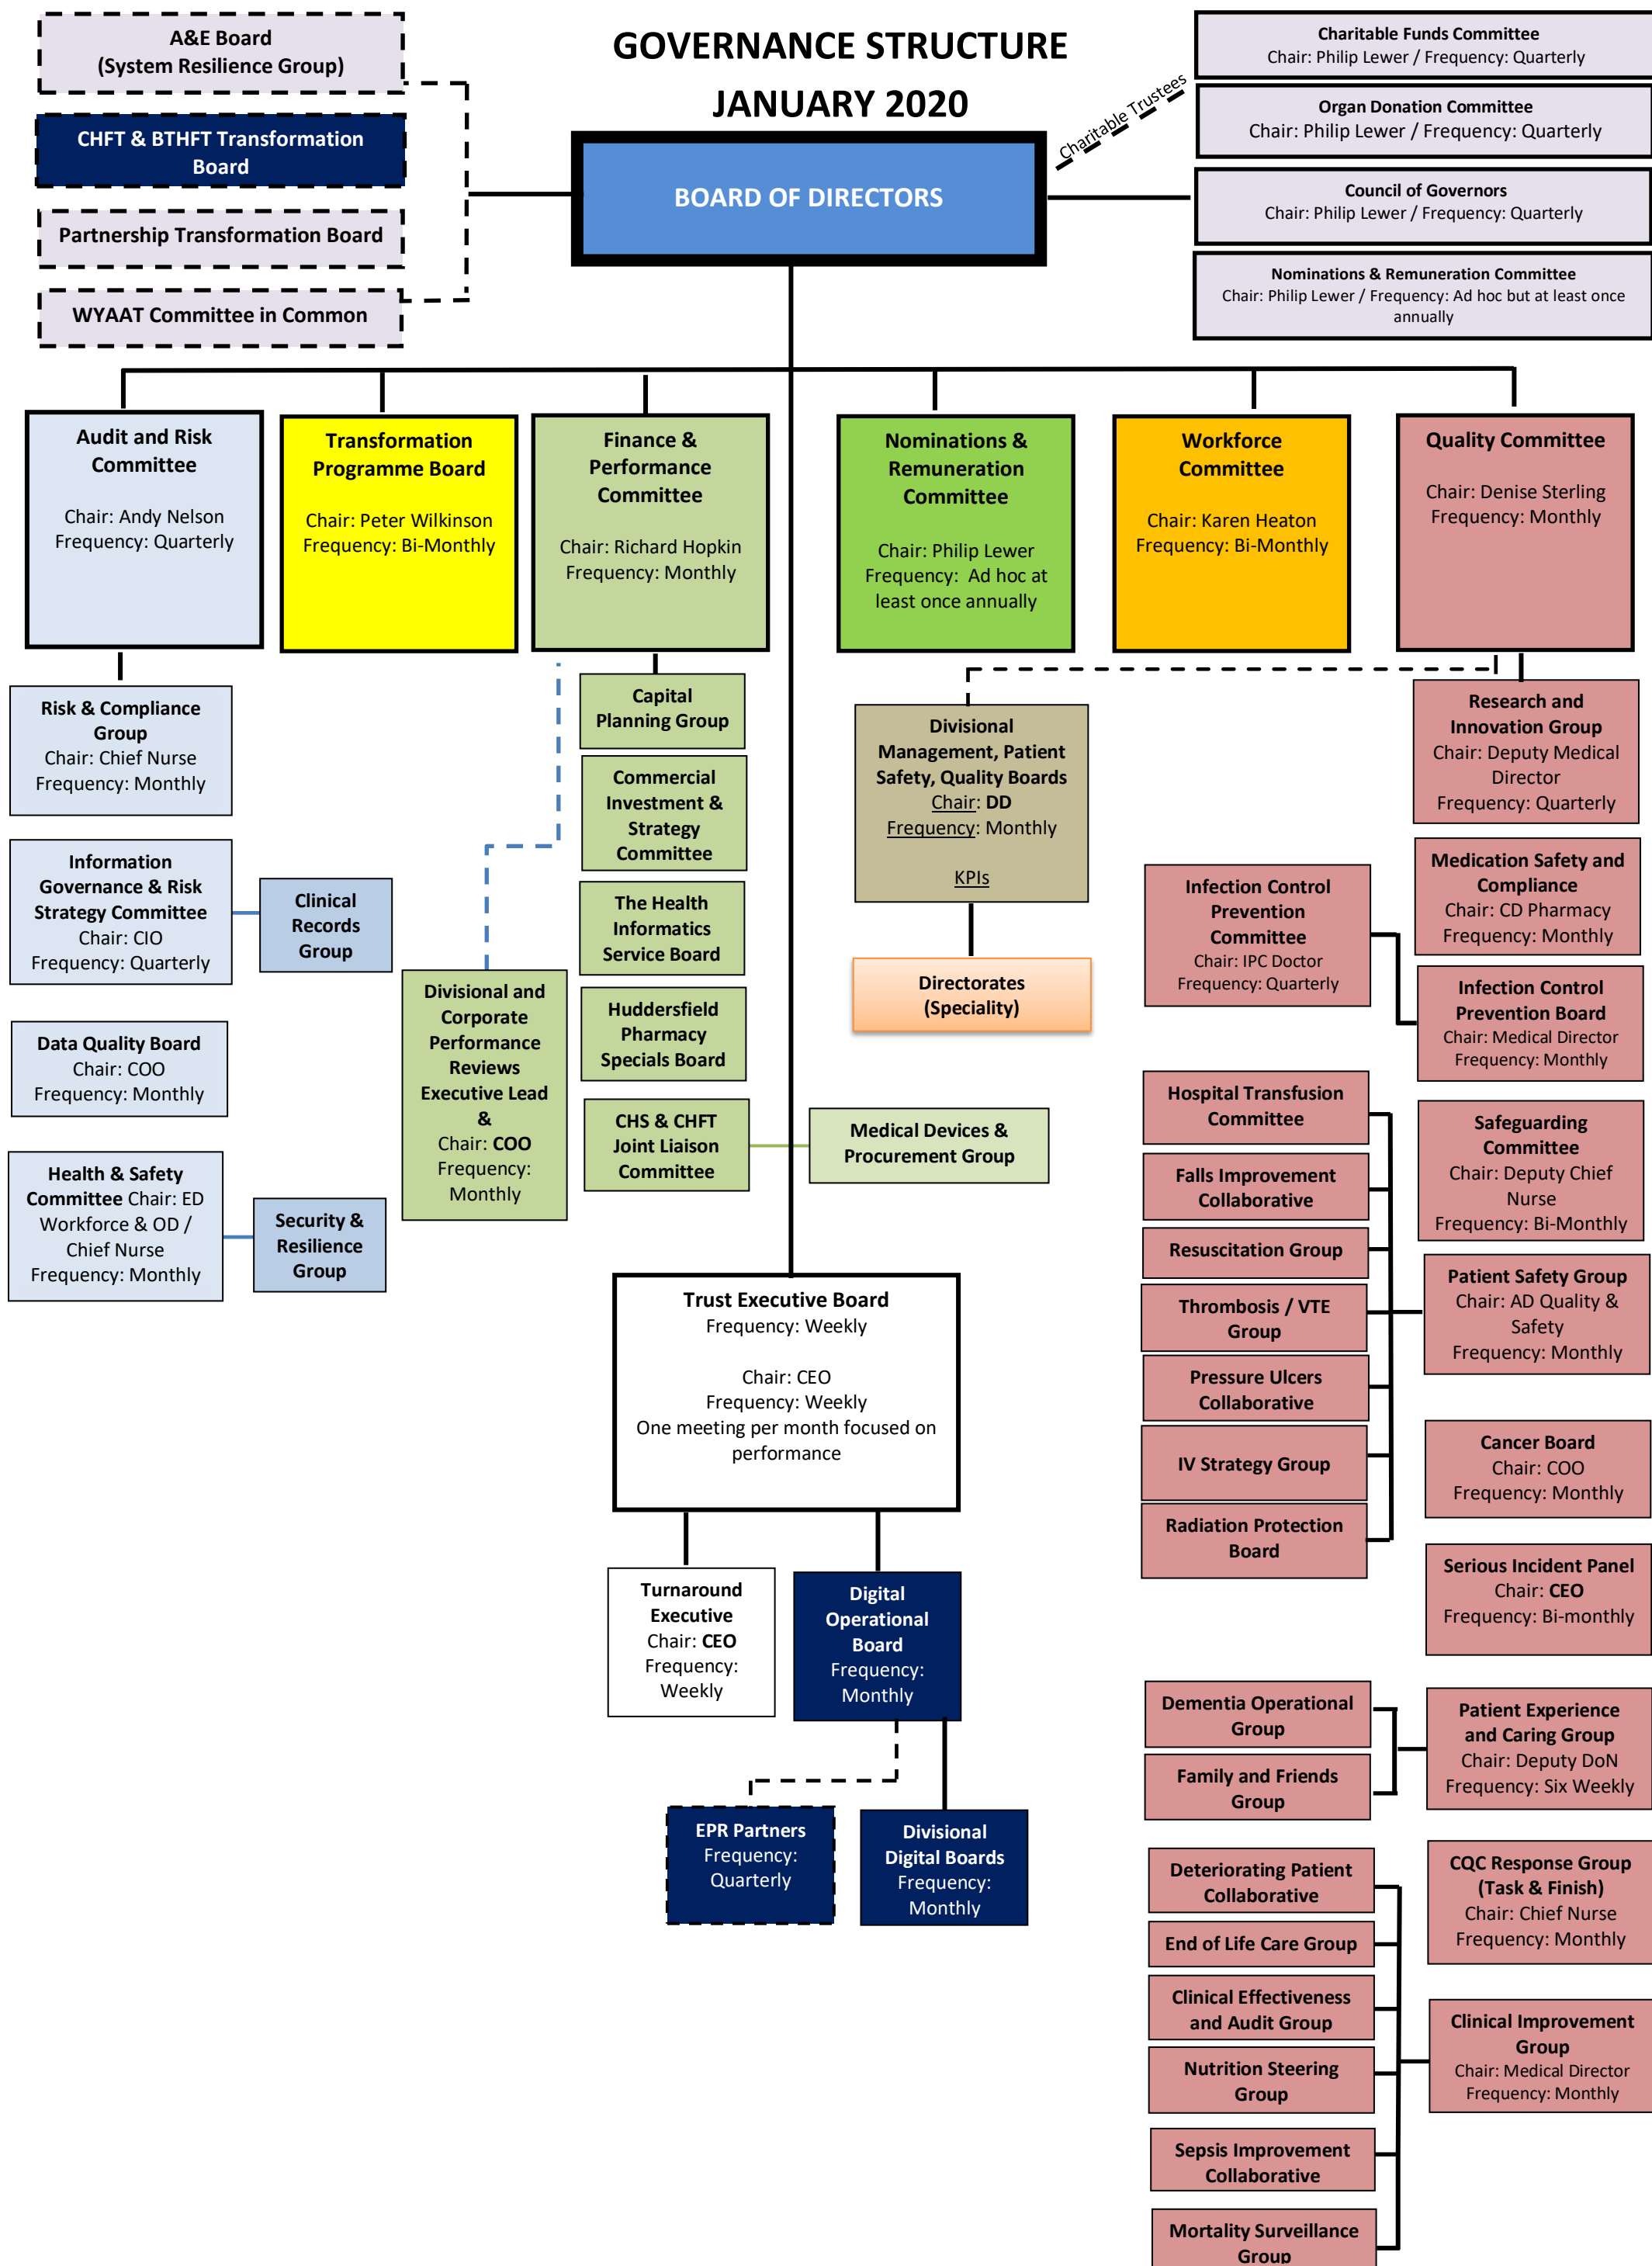 GOVERNANCE STRUCTURE
JANUARY 2020
A&E Board
(System Resilience Group)
CHFT & BTHFT Transformation
Board
Partnership Transformation Board
WYAAT Committee in Common
BOARD OF DIRECTORS
Charitable Trustees
Charitable Funds Committee
Chair: Philip Lewer / Frequency: Quarterly
Organ Donation Committee
Chair: Philip Lewer / Frequency: Quarterly
Council of Governors
Chair: Philip Lewer / Frequency: Quarterly
Nominations & Remuneration Committee
Chair: Philip Lewer / Frequency: Ad hoc but at least once
annually
Audit and Risk
Committee
Chair: Andy Nelson
Frequency: Quarterly
Transformation
Programme Board
Chair: Peter Wilkinson
Frequency: Bi-Monthly
Finance &
Performance
Committee
Chair: Richard Hopkin
Frequency: Monthly
Nominations &
Remuneration
Committee
Chair: Philip Lewer
Frequency: Ad hoc at
least once annually
Workforce
Committee
Chair: Karen Heaton
Frequency: Bi-Monthly
Quality Committee
Chair: Denise Sterling
Frequency: Monthly
Risk & Compliance
Group
Chair: Chief Nurse
Frequency: Monthly
Information
Governance & Risk
Strategy Committee
Chair: CIO
Frequency: Quarterly
Clinical
Records
Group
Data Quality Board
Chair: COO
Frequency: Monthly
Health & Safety
Committee Chair: ED
Workforce & OD /
Chief Nurse
Frequency: Monthly
Security &
Resilience
Group
Divisional and
Corporate
Performance
Reviews
Executive Lead
&
Chair: COO
Frequency:
Monthly
Capital
Planning Group
Commercial
Investment &
Strategy
Committee
The Health
Informatics
Service Board
Huddersfield
Pharmacy
Specials Board
CHS & CHFT
Joint Liaison
Committee
Medical Devices &
Procurement Group
Divisional
Management, Patient
Safety, Quality Boards
Chair: DD
Frequency: Monthly
KPIs
Directorates
(Speciality)
Trust Executive Board
Frequency: Weekly
Chair: CEO
Frequency: Weekly
One meeting per month focused on
performance
Turnaround
Executive
Chair: CEO
Frequency:
Weekly
Digital
Operational
Board
Frequency:
Monthly
EPR Partners
Frequency:
Quarterly
Divisional
Digital Boards
Frequency:
Monthly
Research and
Innovation Group
Chair: Deputy Medical
Director
Frequency: Quarterly
Medication Safety and
Compliance
Chair: CD Pharmacy
Frequency: Monthly
Infection Control
Prevention
Committee
Chair: IPC Doctor
Frequency: Quarterly
Infection Control
Prevention Board
Chair: Medical Director
Frequency: Monthly
Safeguarding
Committee
Chair: Deputy Chief
Nurse
Frequency: Bi-Monthly
Hospital Transfusion
Committee
Falls Improvement
Collaborative
Resuscitation Group
Thrombosis / VTE
Group
Pressure Ulcers
Collaborative
IV Strategy Group
Radiation Protection
Board
Patient Safety Group
Chair: AD Quality &
Safety
Frequency: Monthly
Cancer Board
Chair: COO
Frequency: Monthly
Serious Incident Panel
Chair: CEO
Frequency: Bi-monthly
Dementia Operational
Group
Family and Friends
Group
Patient Experience
and Caring Group
Chair: Deputy DoN
Frequency: Six Weekly
CQC Response Group
(Task & Finish)
Chair: Chief Nurse
Frequency: Monthly
Deteriorating Patient
Collaborative
End of Life Care Group
Clinical Effectiveness
and Audit Group
Nutrition Steering
Group
Sepsis Improvement
Collaborative
Mortality Surveillance
Group
Clinical Improvement
Group
Chair: Medical Director
Frequency: Monthly